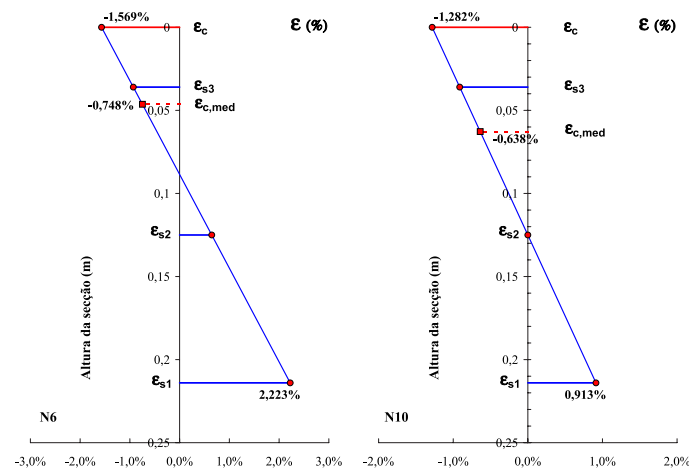 -1,569%
0
εc
ε (%)
εs3
-0,748%
εc,med
0,05
0,1
εs2
0,15
Altura da secção (m)
0,2
εs1
2,223%
N6
0,25
-3,0%
-2,0%
-1,0%
0,0%
1,0%
2,0%
3,0%
-1,282%
0
εc
ε (%)
εs3
0,05
εc,med
-0,638%
0,1
εs2
0,15
Altura da secção (m)
0,2
εs1
0,913%
N10
0,25
-2,0%
-1,0%
0,0%
1,0%
2,0%